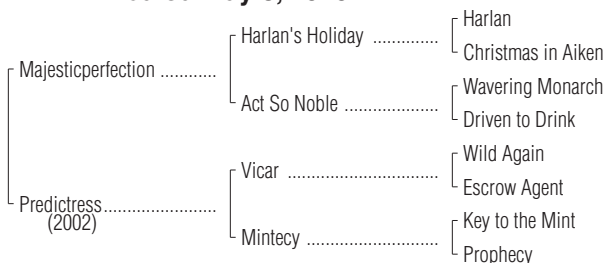 Harlan
Harlan's Holiday ..............
Christmas in Aiken
Majesticperfection ............
Wavering Monarch
Act So Noble ....................
Driven to Drink
Wild Again
Vicar ................................
Escrow Agent
Predictress........................
(2002)
Key to the Mint
Mintecy ............................
Prophecy